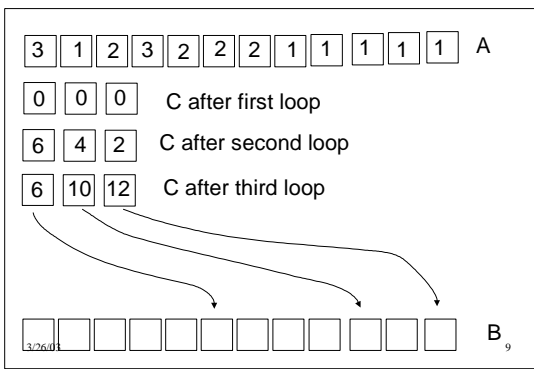 3 1 2 3 2 2 2 1 1 1 1 1 A
0 0 0 C after first loop
6 4 2 C after second loop
6 10 12 C after third loop
B
3/26/03 9